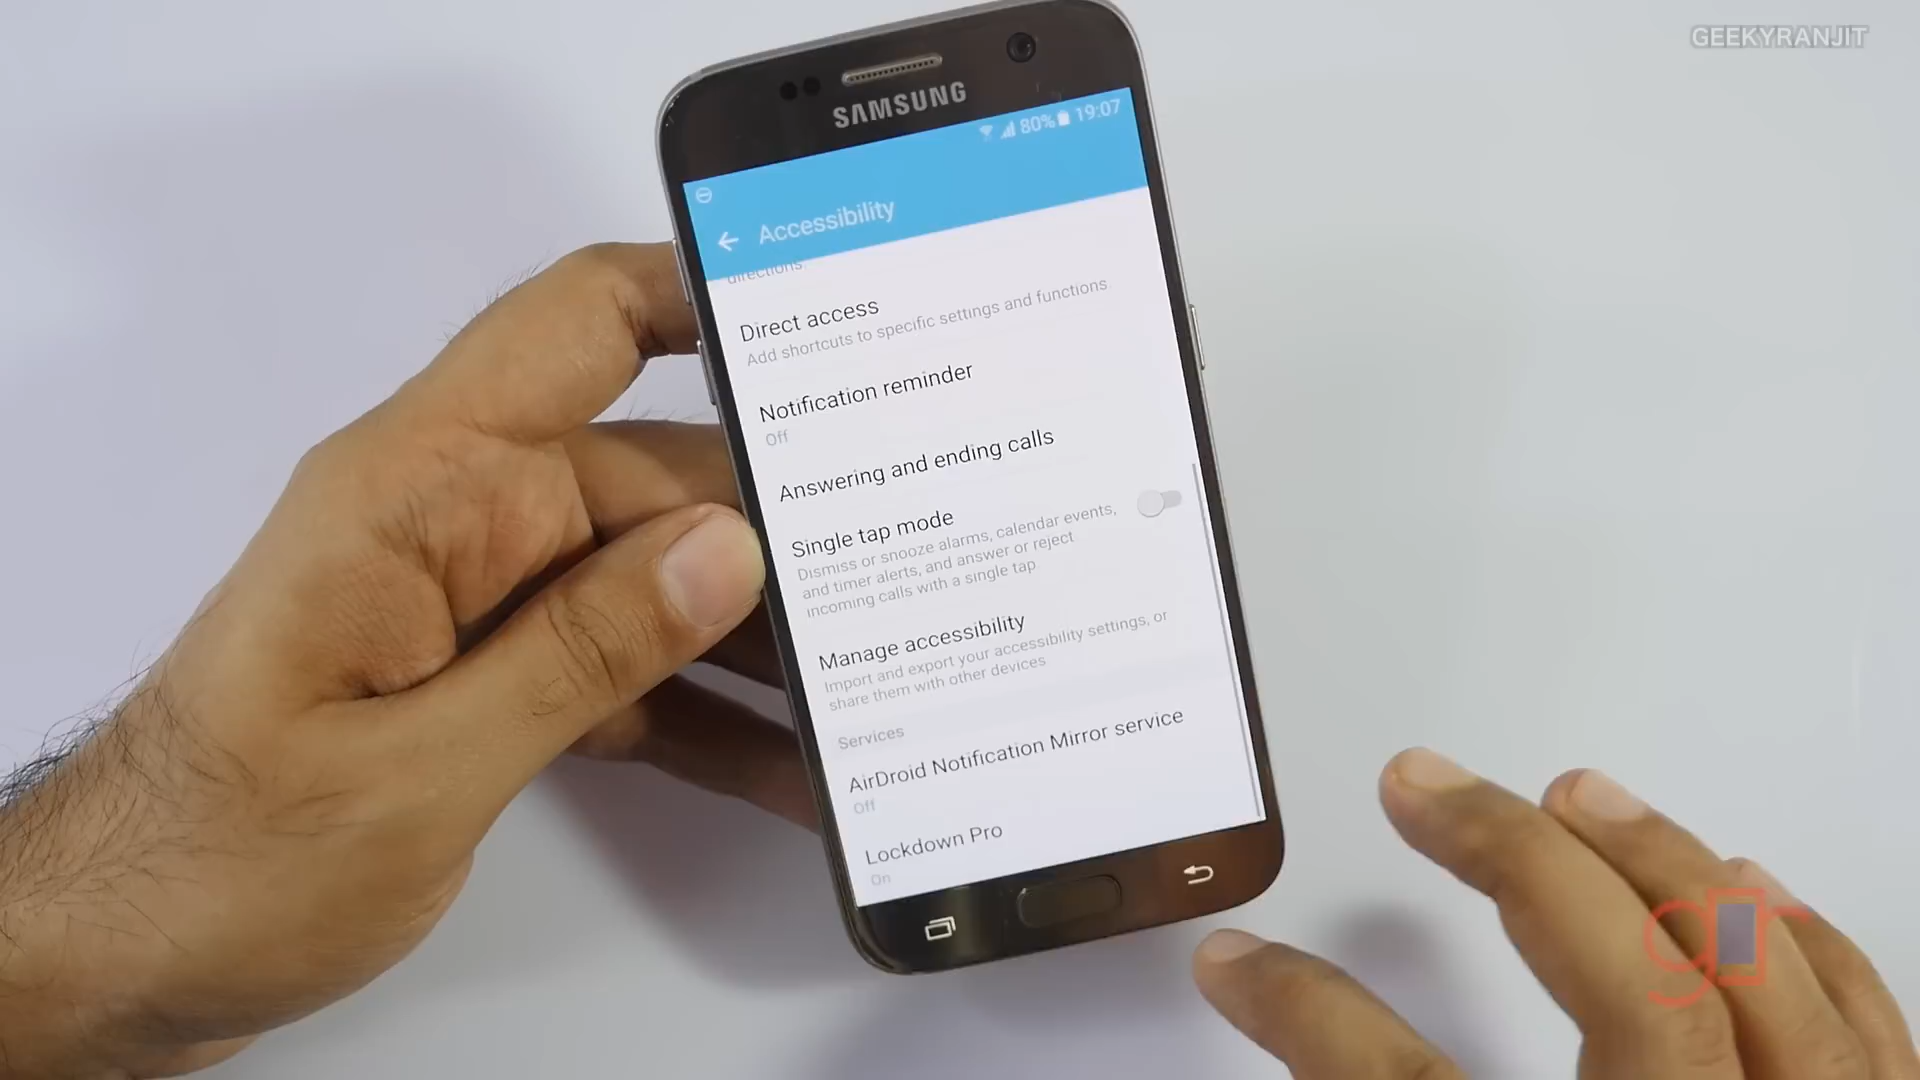 GEEKYRANJIT
SAMSUNG
80% 19:07
Accessibility
directions.
Direct access
Add shortcuts to specific settings and functions
Notification reminder
Off
Answering and ending calls
Single tap mode
Dismiss or snooze alarms, calendar events,
and timer alerts, and answer or reject
incoming calls with a single tap
Manage accessibility
Import and export your accessibility settings, or
share them with other devices
Services
AirDroid Notification Mirror service
Off
Lockdown Pro
On
gr